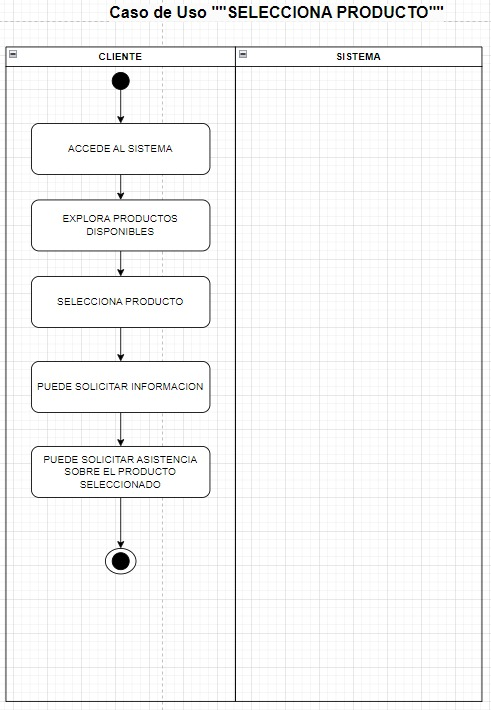 Caso de Uso ""SELECCIONA PRODUCTO""
CLIENTE
SISTEMA
ACCEDE AL SISTEMA
EXPLORA PRODUCTOS
DISPONIBLES
SELECCIONA PRODUCTO
PUEDE SOLICITAR INFORMACION
PUEDE SOLICITAR ASISTENCIA
SOBRE EL PRODUCTO
SELECCIONADO